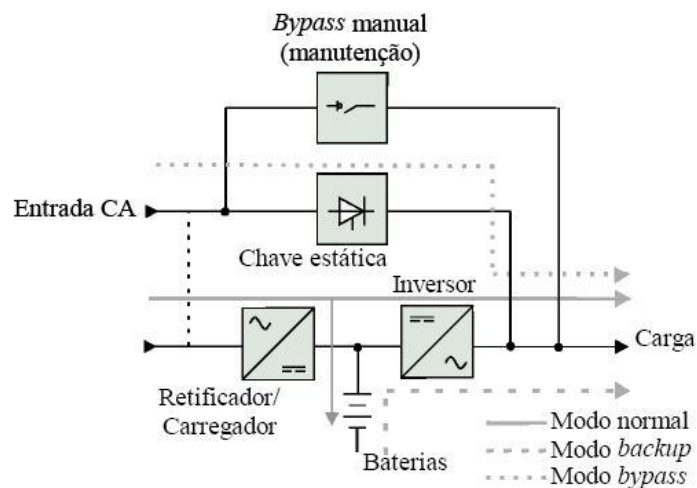 Bypass manual
(manutenção)
Entrada CA
Chave estática
Inversor
Carga
Retificador/
Carregador
Baterias
Modo normal
Modo backup
Modo bypass